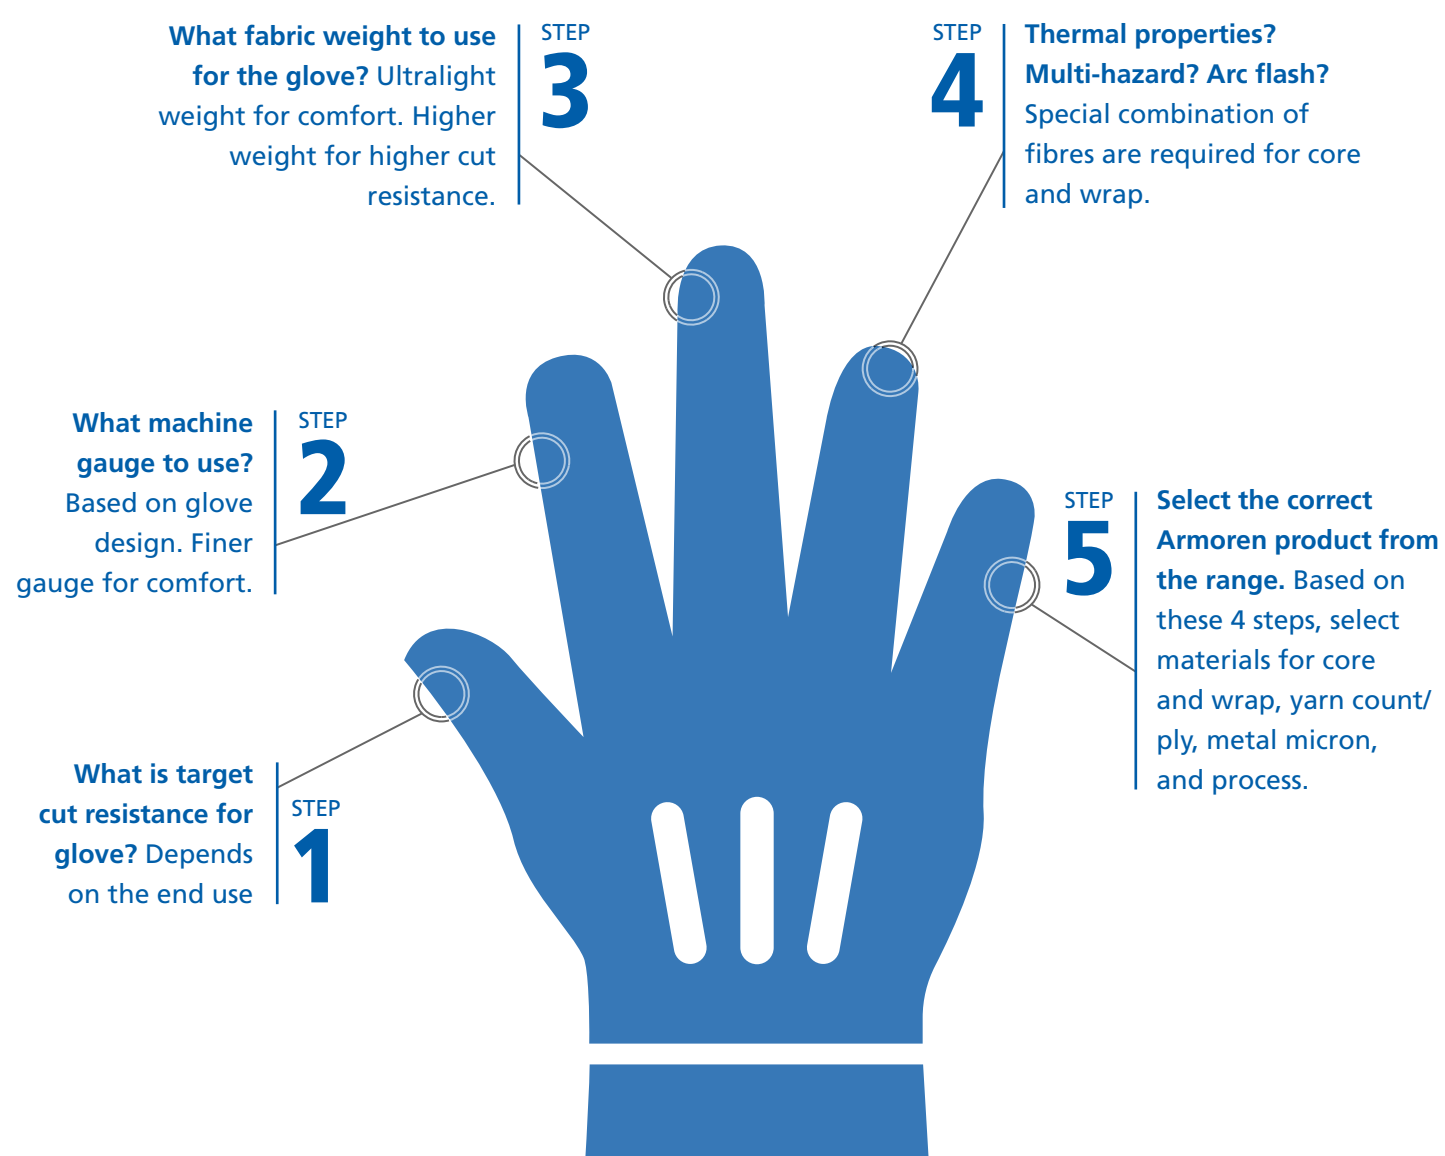 STEP
1
What is target
cut resistance for
glove? Depends
on the end use
STEP
2
What machine
gauge to use?
Based on glove
design. Finer
gauge for comfort.
STEP
3
What fabric weight to use
for the glove? Ultralight
weight for comfort. Higher
weight for higher cut
resistance.
STEP
4
Thermal properties?
Multi-hazard? Arc flash?
Special combination of
fibres are required for core
and wrap.
STEP
5
Select the correct
Armoren product from
the range. Based on
these 4 steps, select
materials for core
and wrap, yarn count/
ply, metal micron,
and process.